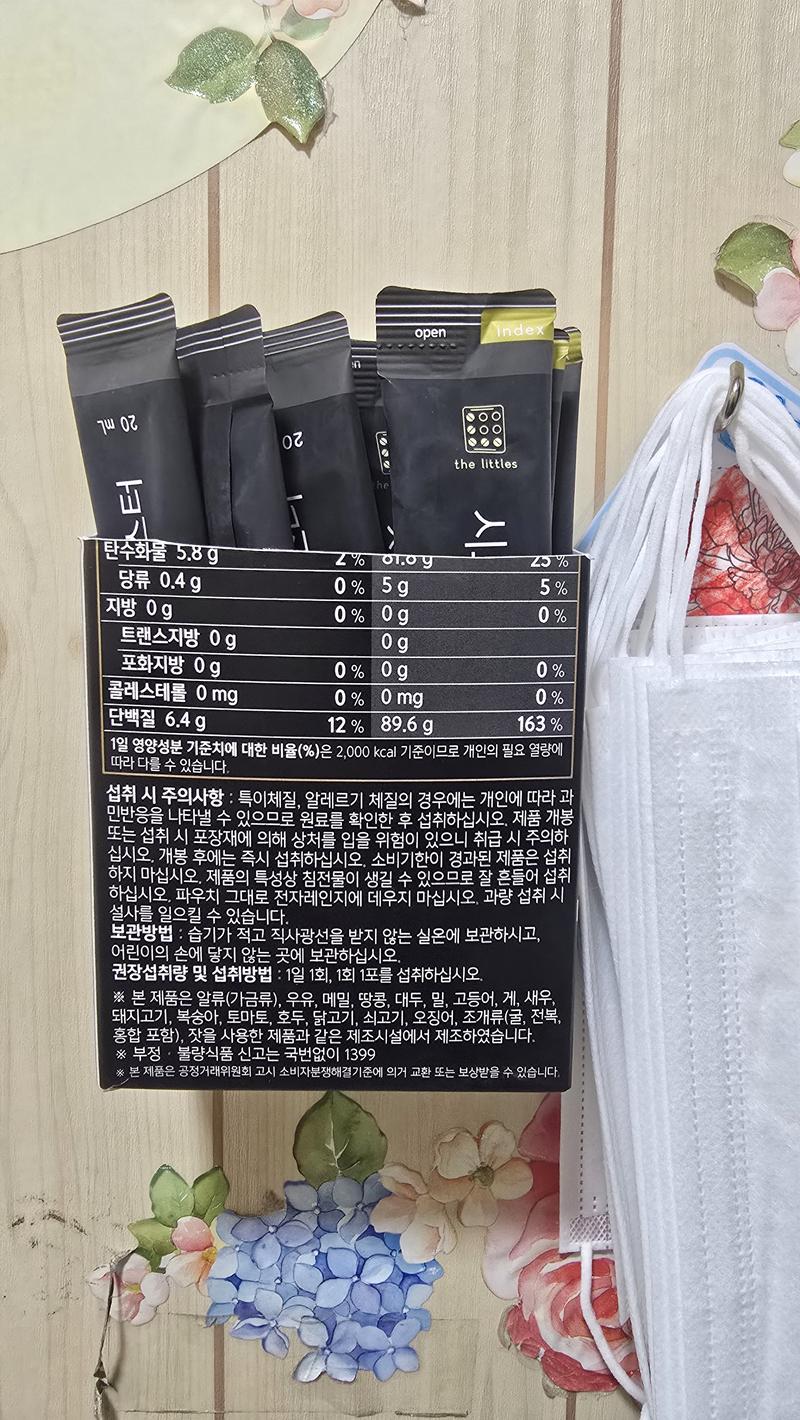 open
index
20 mL
20
the littles
스터
탄수화물 5.8 g 2 % 81.8 g 25 %
당류 0.4 g 0 % 5 g 5 %
지방 0 g 0 % 0 g 0 %
트랜스지방 0 g 0 g
포화지방 0 g 0 % 0 g 0 %
콜레스테롤 0 mg 0 % 0 mg 0 %
단백질 6.4 g 12 % 89.6 g 163 %
1일 영양성분 기준치에 대한 비율(%)은 2,000 kcal 기준이므로 개인의 필요 열량에
따라 다를 수 있습니다.
섭취 시 주의사항 : 특이체질, 알레르기 체질의 경우에는 개인에 따라 과
민반응을 나타낼 수 있으므로 원료를 확인한 후 섭취하십시오. 제품 개봉
또는 섭취 시 포장재에 의해 상처를 입을 위험이 있으니 취급 시 주의하
십시오. 개봉 후에는 즉시 섭취하십시오. 소비기한이 경과된 제품은 섭취
하지 마십시오. 제품의 특성상 침전물이 생길 수 있으므로 잘 흔들어 섭취
하십시오. 파우치 그대로 전자레인지에 데우지 마십시오. 과량 섭취 시
설사를 일으킬 수 있습니다.
보관방법 : 습기가 적고 직사광선을 받지 않는 실온에 보관하시고,
어린이의 손에 닿지 않는 곳에 보관하십시오.
권장섭취량 및 섭취방법 : 1일 1회, 1회 1포를 섭취하십시오.
※ 본 제품은 알류(가금류), 우유, 메밀, 땅콩, 대두, 밀, 고등어, 게, 새우,
돼지고기, 복숭아, 토마토, 호두, 닭고기, 쇠고기, 오징어, 조개류(굴, 전복,
홍합 포함), 잣을 사용한 제품과 같은 제조시설에서 제조하였습니다.
※ 부정 · 불량식품 신고는 국번없이 1399
※ 본 제품은 공정거래위원회 고시 소비자분쟁해결기준에 의거 교환 또는 보상받을 수 있습니다.